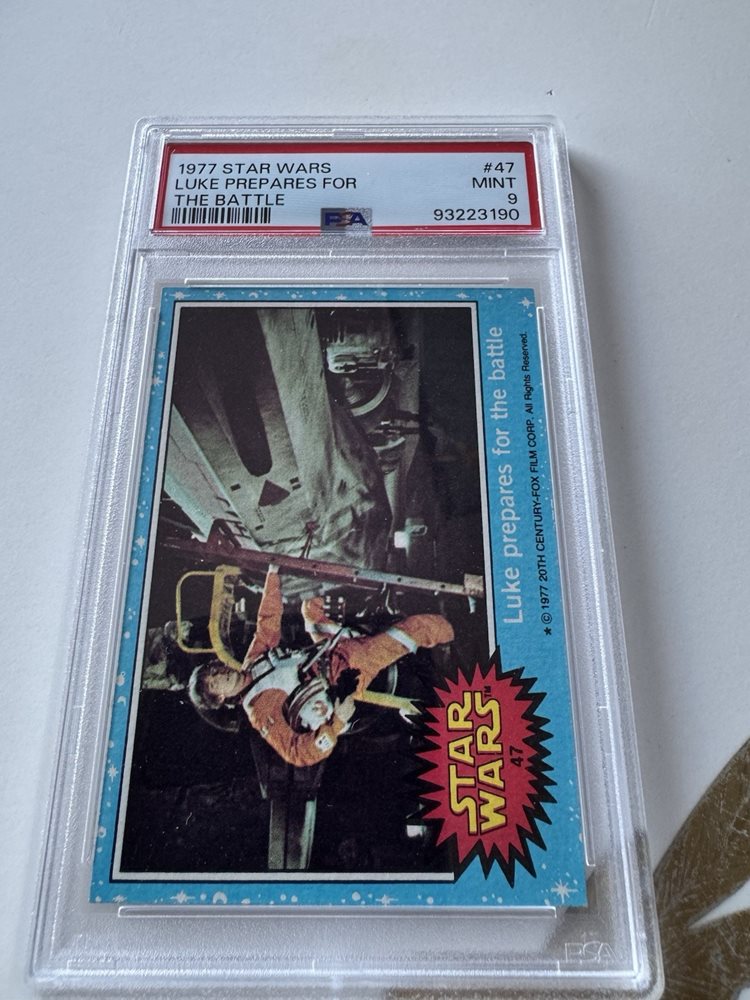 1977 STAR WARS #47
LUKE PREPARES FOR MINT
THE BATTLE 9
PSA 93223190
Luke prepares for the battle
★ © 1977 20TH CENTURY-FOX FILM CORP. All Rights Reserved.
STAR
WARS™
47
PSA